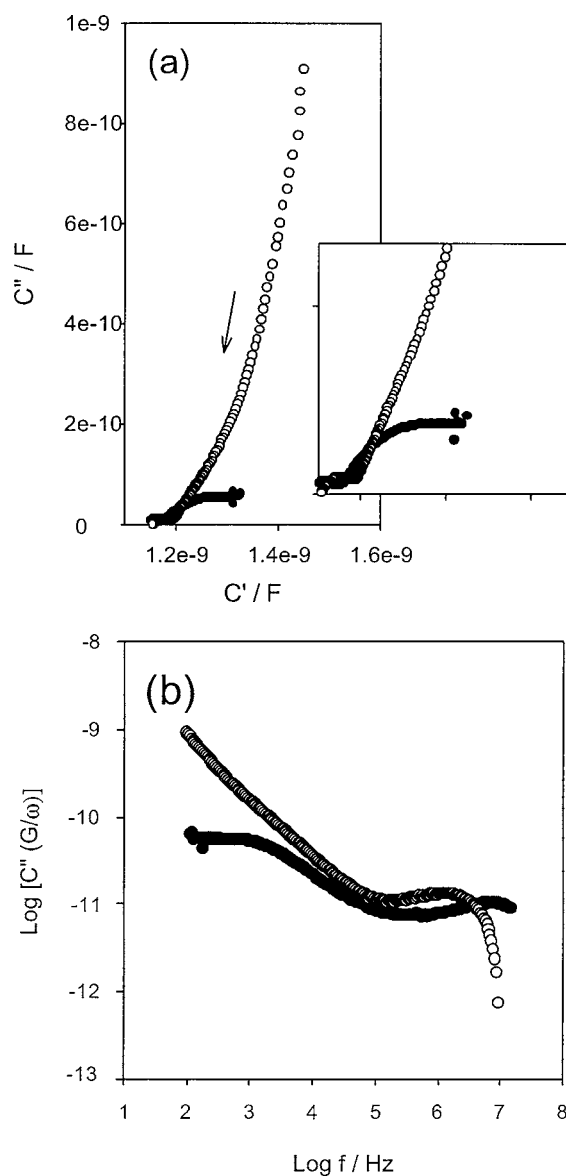 (a)
1e-9
8e-10
6e-10
4e-10
2e-10
0
C'' / F
1.2e-9 1.4e-9 1.6e-9
C' / F
(b)
-8
-9
-10
-11
-12
-13
Log [C'' (G/ω)]
1 2 3 4 5 6 7 8
Log f / Hz